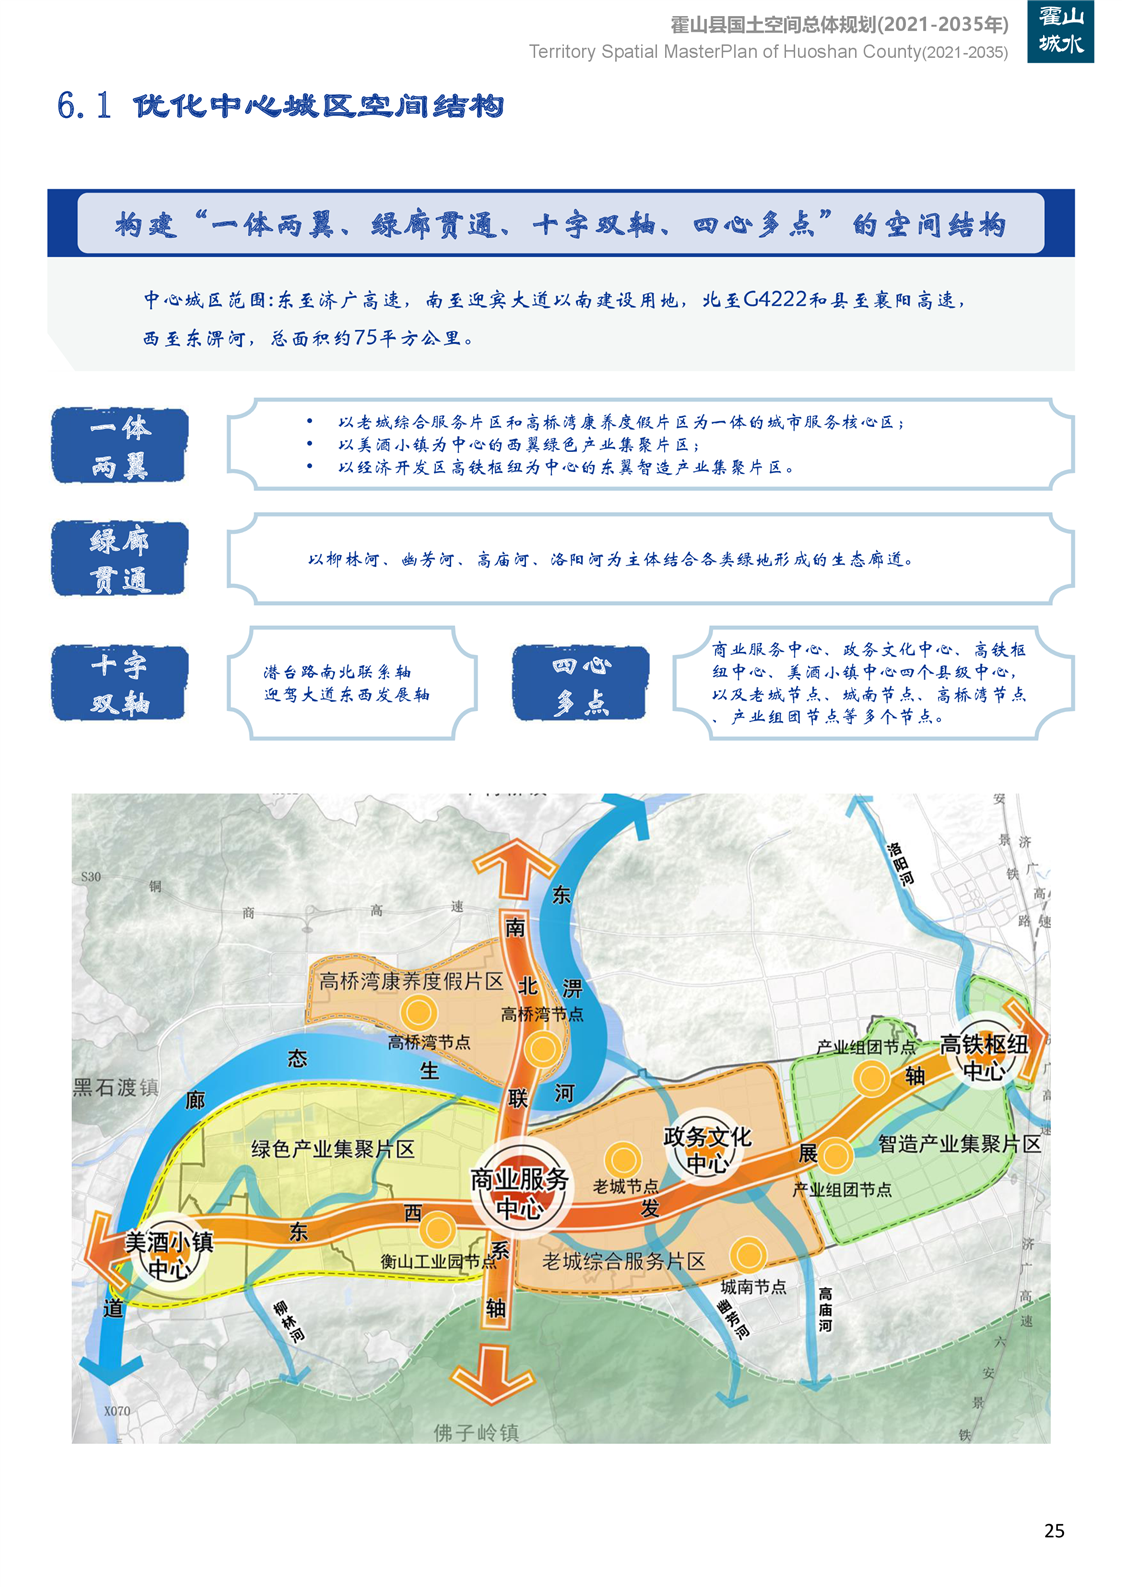 霍山县国土空间总体规划(2021-2035年)
Territory Spatial MasterPlan of Huoshan County(2021-2035)
霍山
城水
6.1 优化中心城区空间结构
构建“一体两翼、绿廊贯通、十字双轴、四心多点”的空间结构
中心城区范围:东至济广高速，南至迎宾大道以南建设用地，北至G4222和县至襄阳高速，
西至东淠河，总面积约75平方公里。
一体
两翼
• 以老城综合服务片区和高桥湾康养度假片区为一体的城市服务核心区；
• 以美酒小镇为中心的西翼绿色产业集聚片区；
• 以经济开发区高铁枢纽为中心的东翼智造产业集聚片区。
绿廊
贯通
以柳林河、幽芳河、高庙河、洛阳河为主体结合各类绿地形成的生态廊道。
十字
双轴
潜台路南北联系轴
迎驾大道东西发展轴
四心
多点
商业服务中心、政务文化中心、高铁枢
纽中心、美酒小镇中心四个县级中心，
以及老城节点、城南节点、高桥湾节点
、产业组团节点等多个节点。
安
景
铁
路
济
广
高
速
洛阳河
S30
铜
商
高
速
东
淠
河
南
北
联
系
轴
高桥湾康养度假片区
高桥湾节点
高桥湾节点
态
生
廊
道
黑石渡镇
产业组团节点
高铁枢纽
中心
轴
广
高
速
绿色产业集聚片区
政务文化
中心
展
智造产业集聚片区
商业服务
中心
老城节点
产业组团节点
发
西
东
美酒小镇
中心
衡山工业园节点
老城综合服务片区
城南节点
济
广
高
速
柳林河
幽芳河
高庙河
六
安
景
铁
X070
佛子岭镇
25